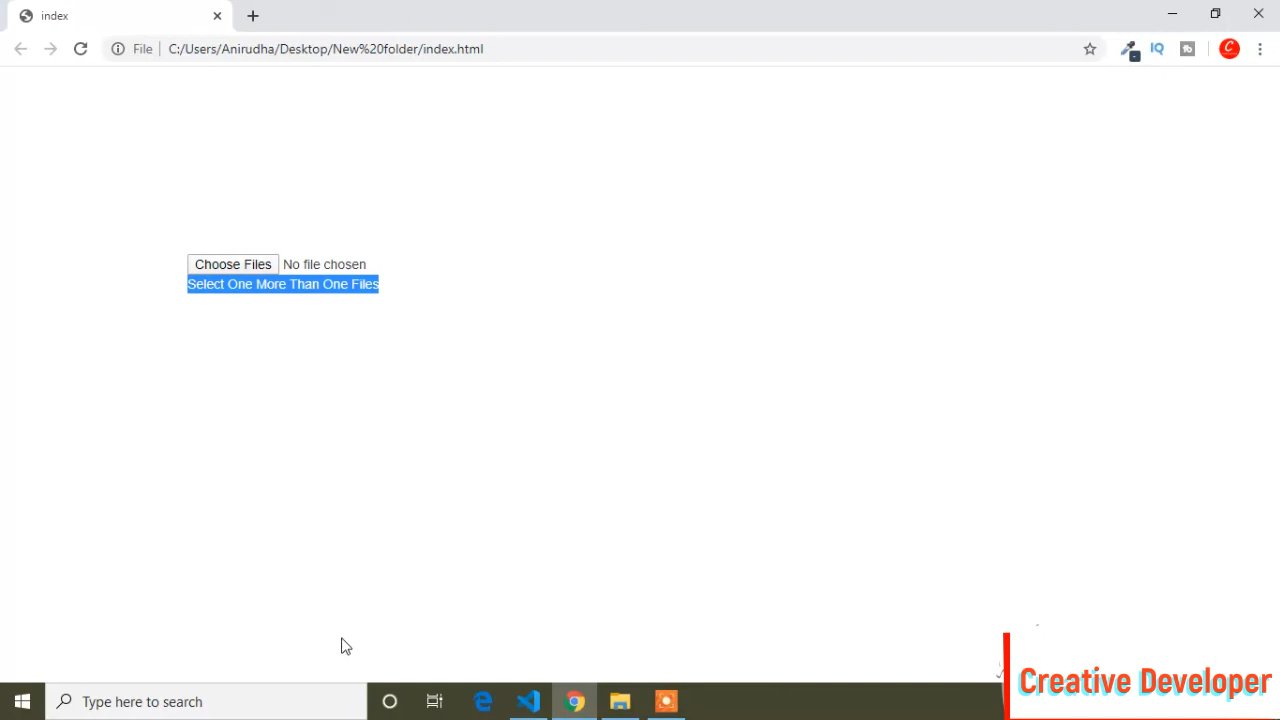 index
File
C:/Users/Anirudha/Desktop/New%20folder/index.html
IQ
C
Choose Files No file chosen
Select One More Than One Files
Type here to search
Creative Developer